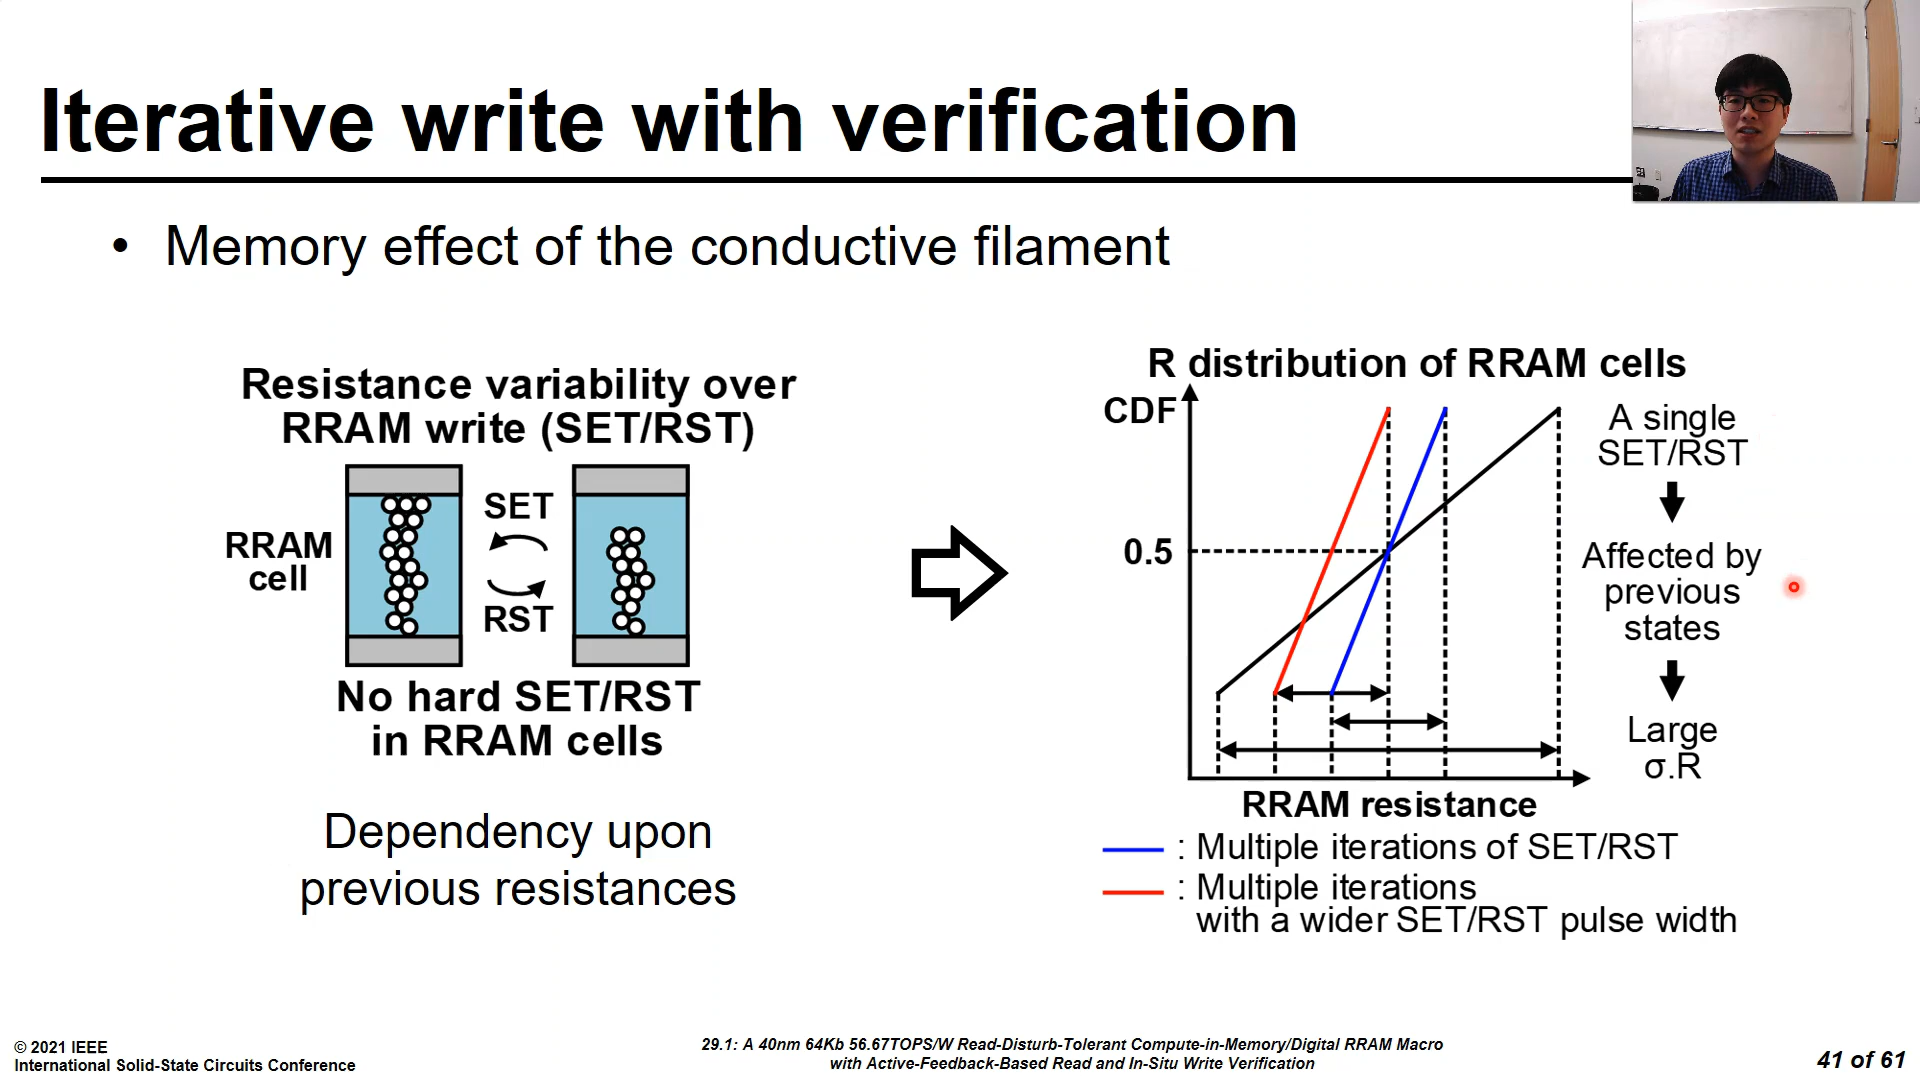 Iterative write with verification
• Memory effect of the conductive filament
Resistance variability over
RRAM write (SET/RST)
RRAM
cell
SET
RST
No hard SET/RST
in RRAM cells
Dependency upon
previous resistances
R distribution of RRAM cells
CDF
0.5
A single
SET/RST
Affected by
previous
states
Large
σ.R
RRAM resistance
: Multiple iterations of SET/RST
: Multiple iterations
with a wider SET/RST pulse width
© 2021 IEEE
International Solid-State Circuits Conference
29.1: A 40nm 64Kb 56.67TOPS/W Read-Disturb-Tolerant Compute-in-Memory/Digital RRAM Macro
with Active-Feedback-Based Read and In-Situ Write Verification
41 of 61